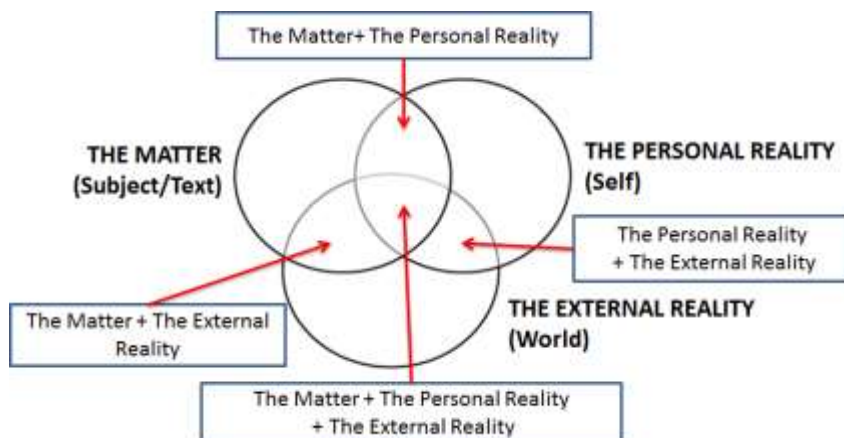 The Matter+ The Personal Reality
THE MATTER
(Subject/Text)
THE PERSONAL REALITY
(Self)
The Personal Reality
+ The External Reality
THE EXTERNAL REALITY
(World)
The Matter + The External
Reality
The Matter + The Personal Reality
+ The External Reality